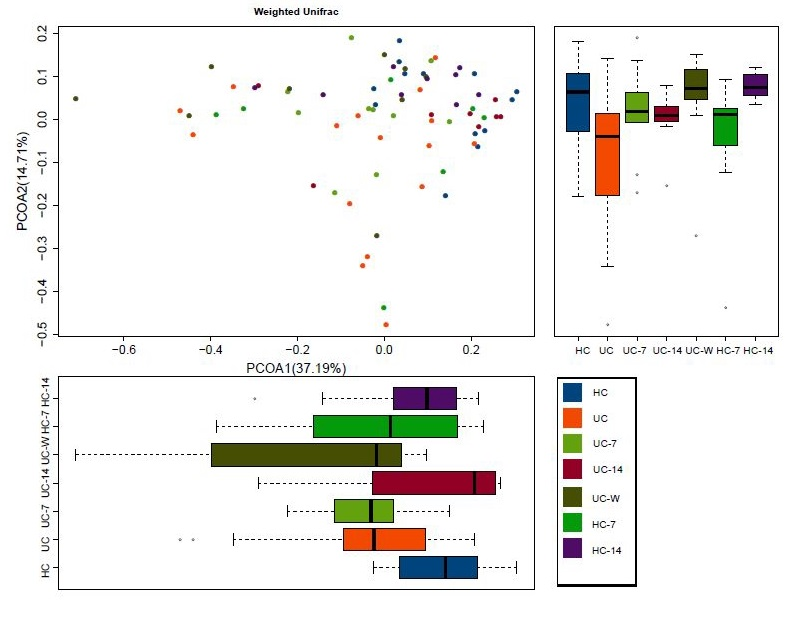 Weighted Unifrac
PCOA2(14.71%)
0.2
0.1
0.0
−0.1
−0.2
−0.3
−0.4
−0.5
−0.6 −0.4 −0.2 0.0 0.2
PCOA1(37.19%)
HC UC UC-7 UC-14 UC-W HC-7 HC-14
HC-14
HC-7
UC-W
UC-14
UC-7
UC
HC
HC
UC
UC-7
UC-14
UC-W
HC-7
HC-14